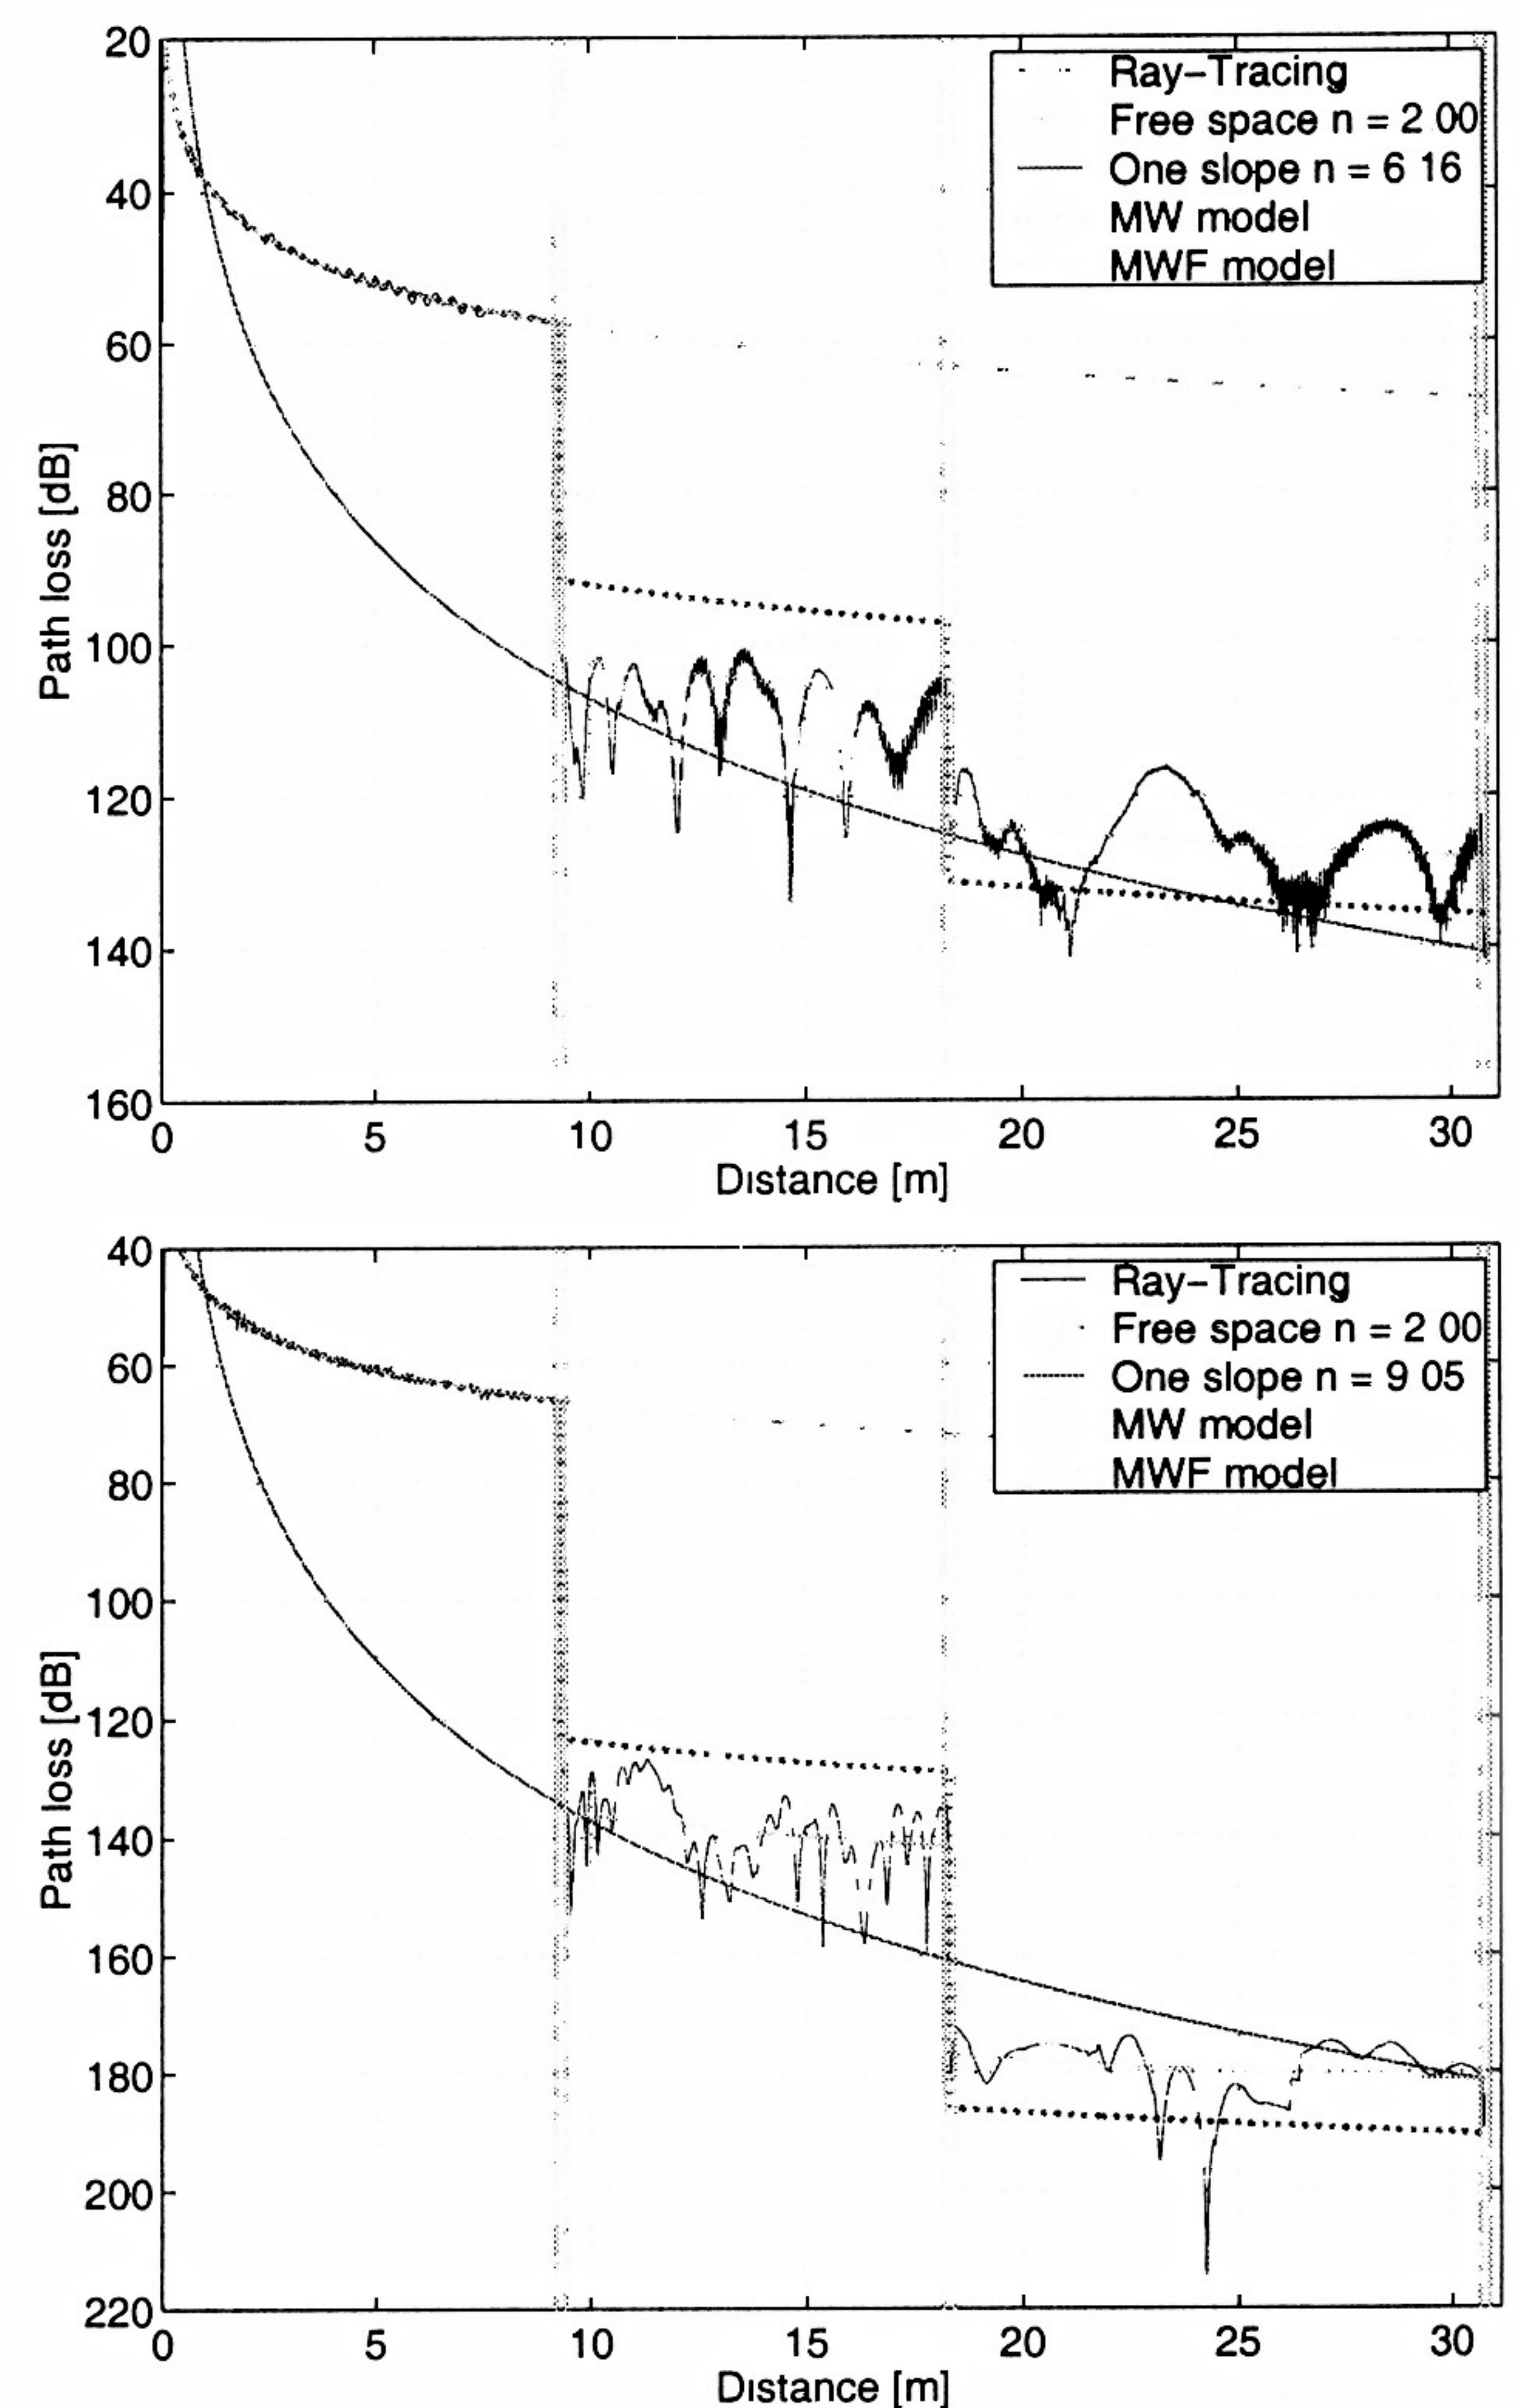 20
40
60
80
100
120
140
160
Path loss [dB]
0 5 10 15 20 25 30
Distance [m]
Ray-Tracing
Free space n = 2 00
One slope n = 6 16
MW model
MWF model
40
60
80
100
120
140
160
180
200
220
Path loss [dB]
0 5 10 15 20 25 30
Distance [m]
Ray-Tracing
Free space n = 2 00
One slope n = 9 05
MW model
MWF model